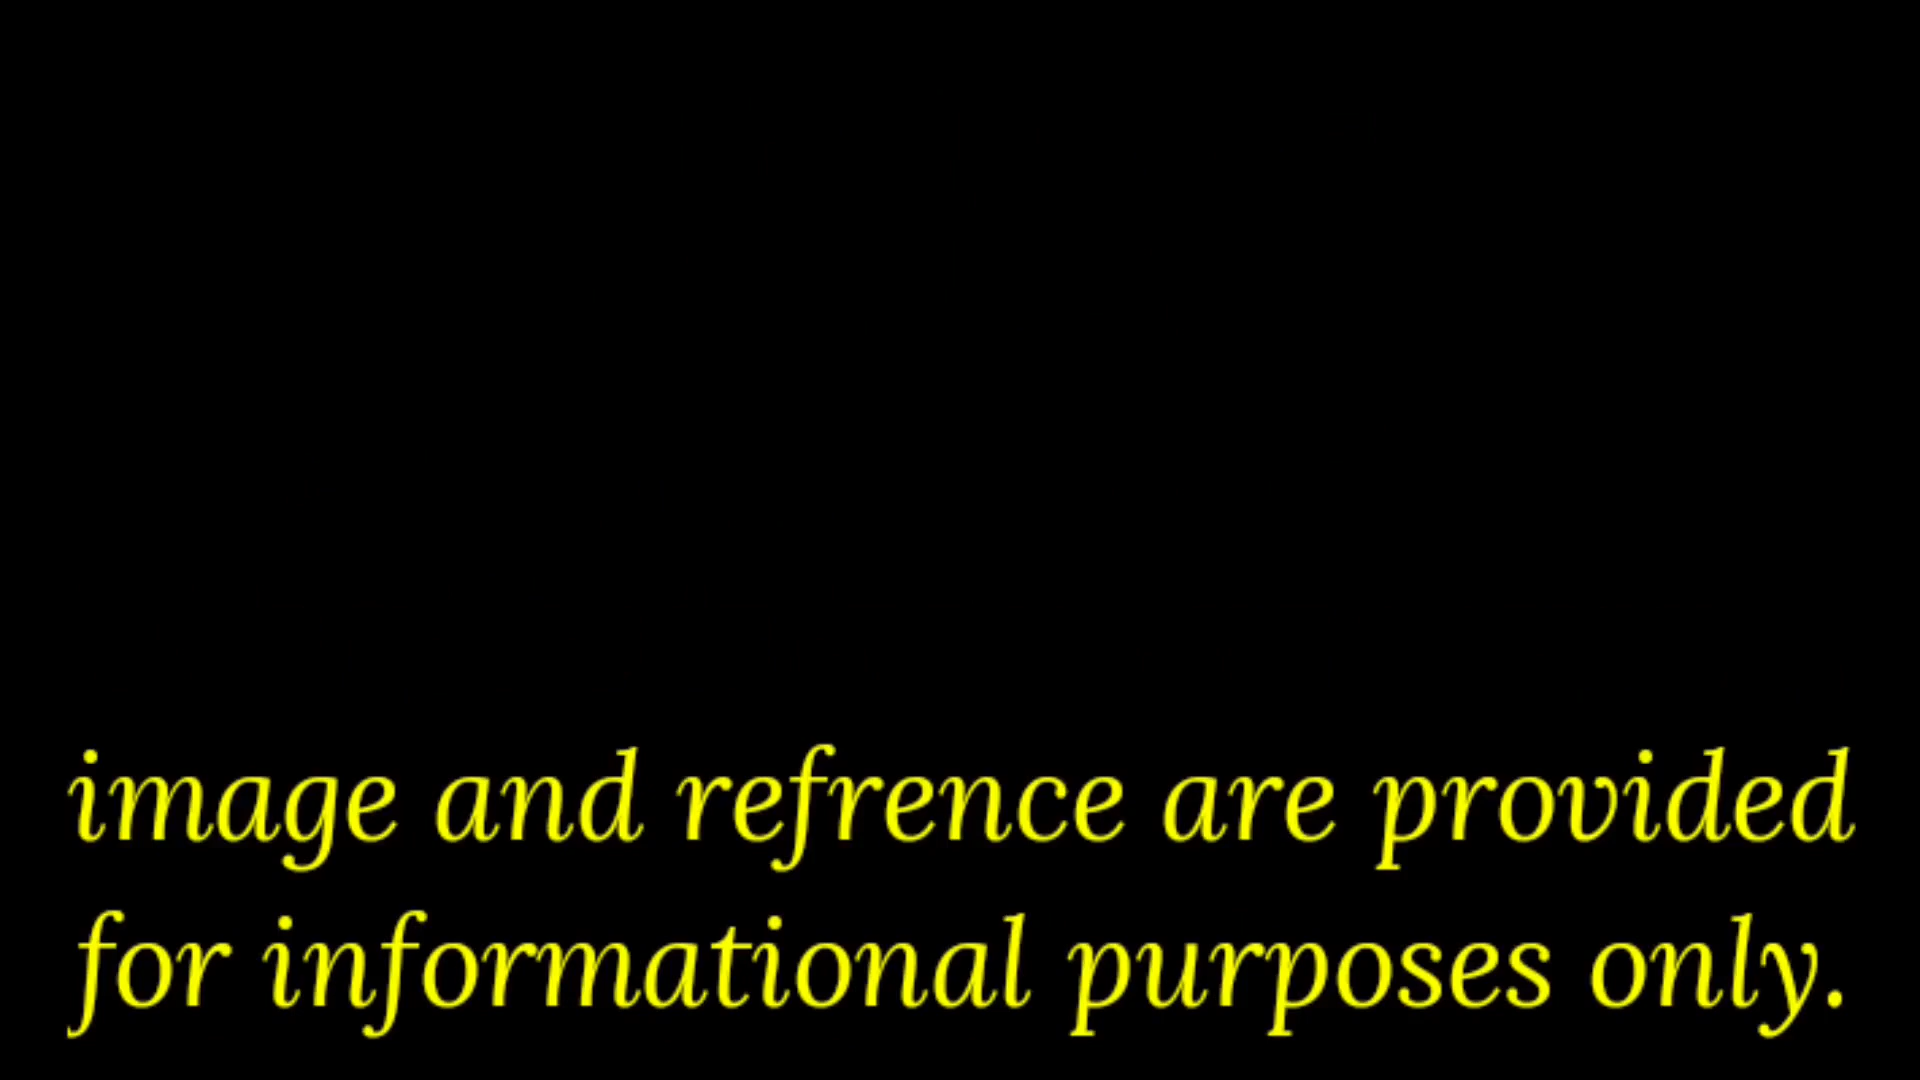 image and refrence are provided
for informational purposes only.